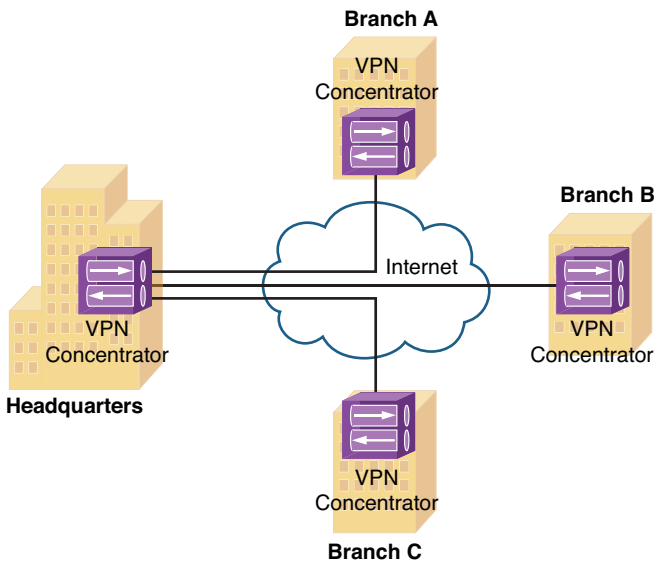 Branch A
VPN
Concentrator
Branch B
Internet
VPN
Concentrator
Headquarters
VPN
Concentrator
VPN
Concentrator
Branch C